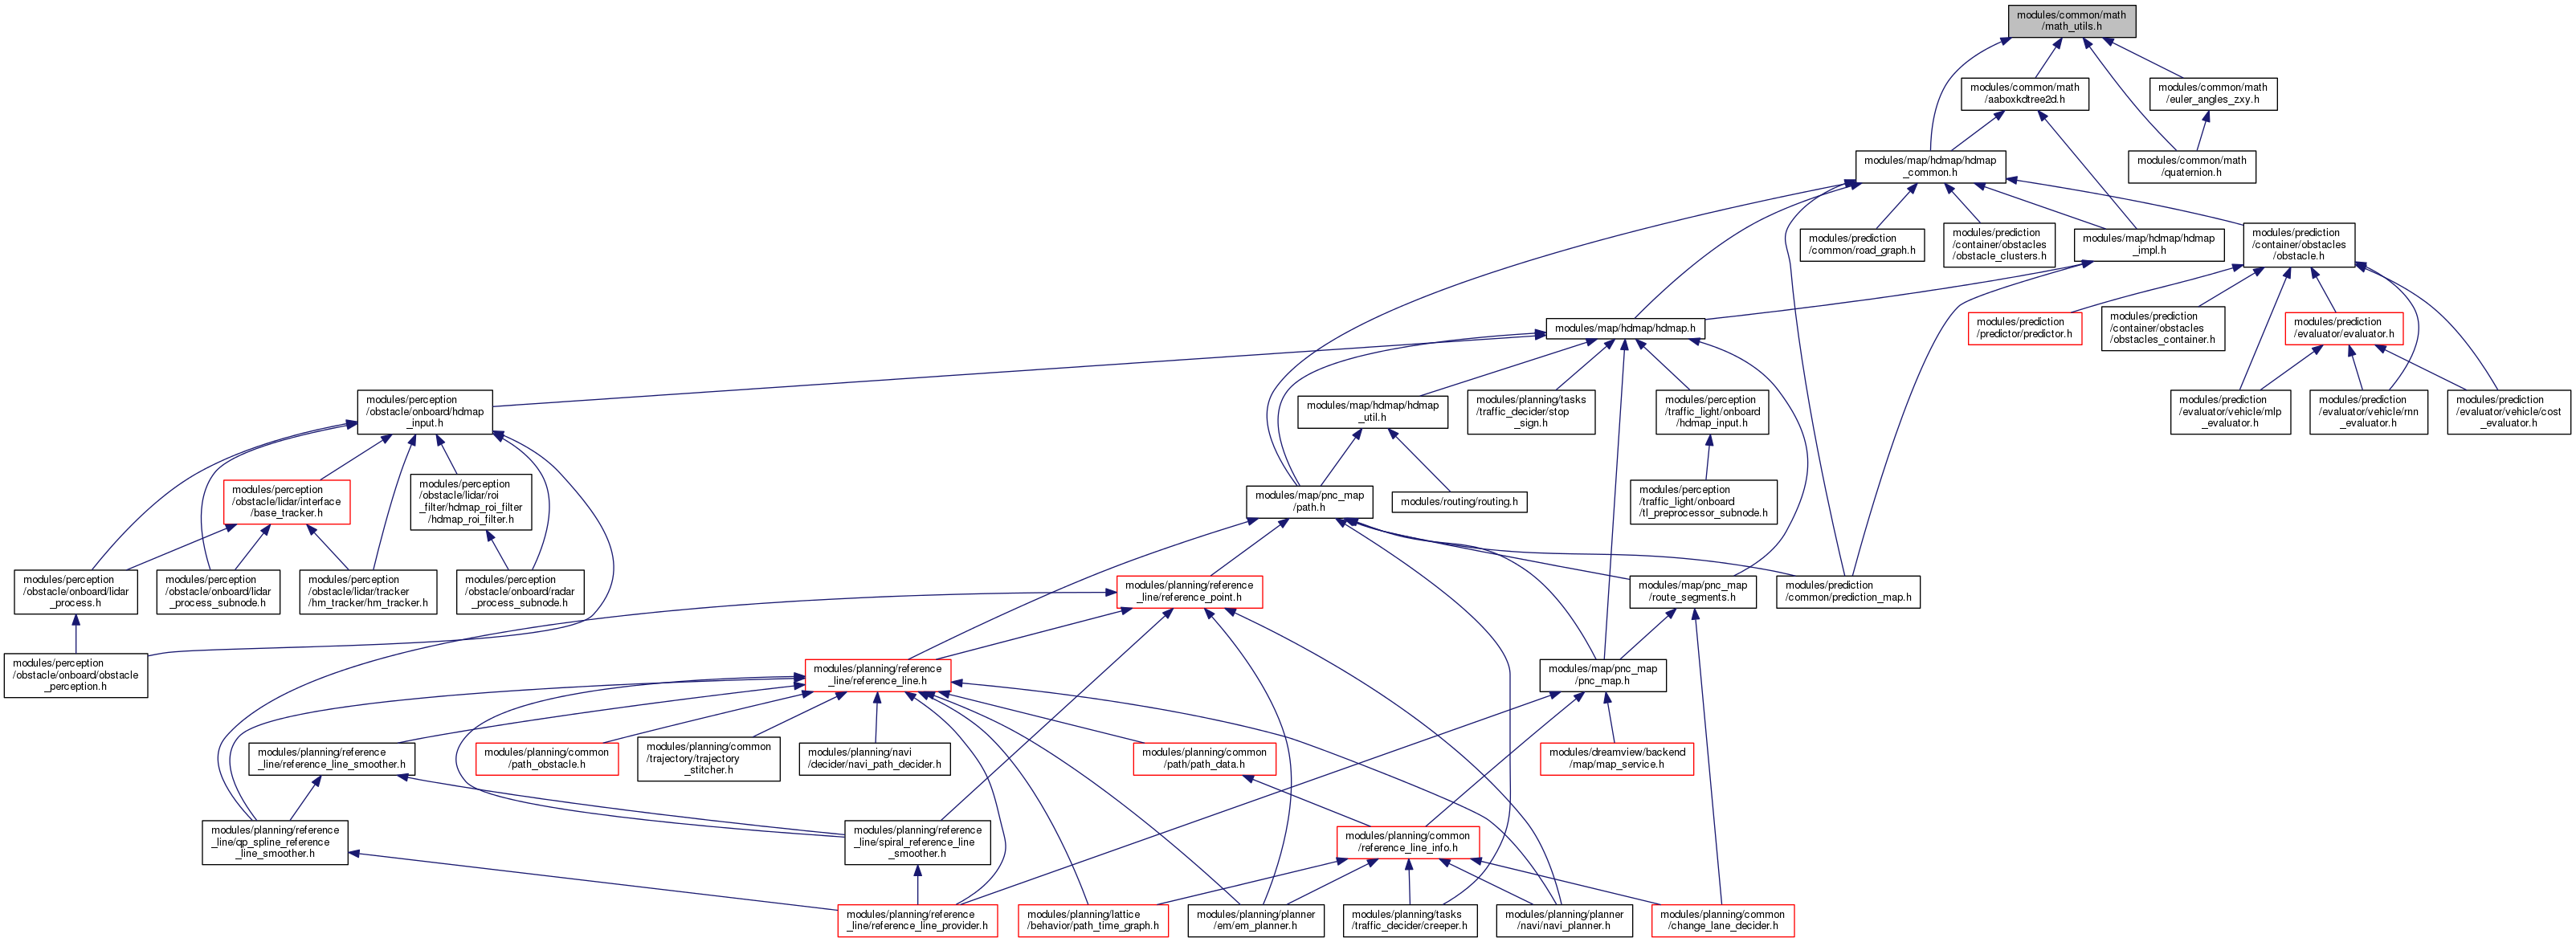 modules/common/math
/math_utils.h
modules/common/math
/aaboxkdtree2d.h
modules/common/math
/euler_angles_zxy.h
modules/map/hdmap/hdmap
_common.h
modules/common/math
/quaternion.h
modules/prediction
/common/road_graph.h
modules/prediction
/container/obstacles
/obstacle_clusters.h
modules/map/hdmap/hdmap
_impl.h
modules/prediction
/container/obstacles
/obstacle.h
modules/map/hdmap/hdmap.h
modules/prediction
/predictor/predictor.h
modules/prediction
/container/obstacles
/obstacles_container.h
modules/prediction
/evaluator/evaluator.h
modules/perception
/obstacle/onboard/hdmap
_input.h
modules/map/hdmap/hdmap
_util.h
modules/planning/tasks
/traffic_decider/stop
_sign.h
modules/perception
/traffic_light/onboard
/hdmap_input.h
modules/prediction
/evaluator/vehicle/mlp
_evaluator.h
modules/prediction
/evaluator/vehicle/rnn
_evaluator.h
modules/prediction
/evaluator/vehicle/cost
_evaluator.h
modules/perception
/obstacle/lidar/interface
/base_tracker.h
modules/perception
/obstacle/lidar/roi
_filter/hdmap_roi_filter
/hdmap_roi_filter.h
modules/map/pnc_map
/path.h
modules/routing/routing.h
modules/perception
/traffic_light/onboard
/tl_preprocessor_subnode.h
modules/perception
/obstacle/onboard/lidar
_process.h
modules/perception
/obstacle/onboard/lidar
_process_subnode.h
modules/perception
/obstacle/lidar/tracker
/hm_tracker/hm_tracker.h
modules/perception
/obstacle/onboard/radar
_process_subnode.h
modules/planning/reference
_line/reference_point.h
modules/map/pnc_map
/route_segments.h
modules/prediction
/common/prediction_map.h
modules/perception
/obstacle/onboard/obstacle
_perception.h
modules/planning/reference
_line/reference_line.h
modules/map/pnc_map
/pnc_map.h
modules/planning/reference
_line/reference_line_smoother.h
modules/planning/common
/path_obstacle.h
modules/planning/common
/trajectory/trajectory
_stitcher.h
modules/planning/navi
/decider/navi_path_decider.h
modules/planning/common
/path/path_data.h
modules/dreamview/backend
/map/map_service.h
modules/planning/reference
_line/qp_spline_reference
_line_smoother.h
modules/planning/reference
_line/spiral_reference_line
_smoother.h
modules/planning/common
/reference_line_info.h
modules/planning/reference
_line/reference_line_provider.h
modules/planning/lattice
/behavior/path_time_graph.h
modules/planning/planner
/em/em_planner.h
modules/planning/tasks
/traffic_decider/creeper.h
modules/planning/planner
/navi/navi_planner.h
modules/planning/common
/change_lane_decider.h